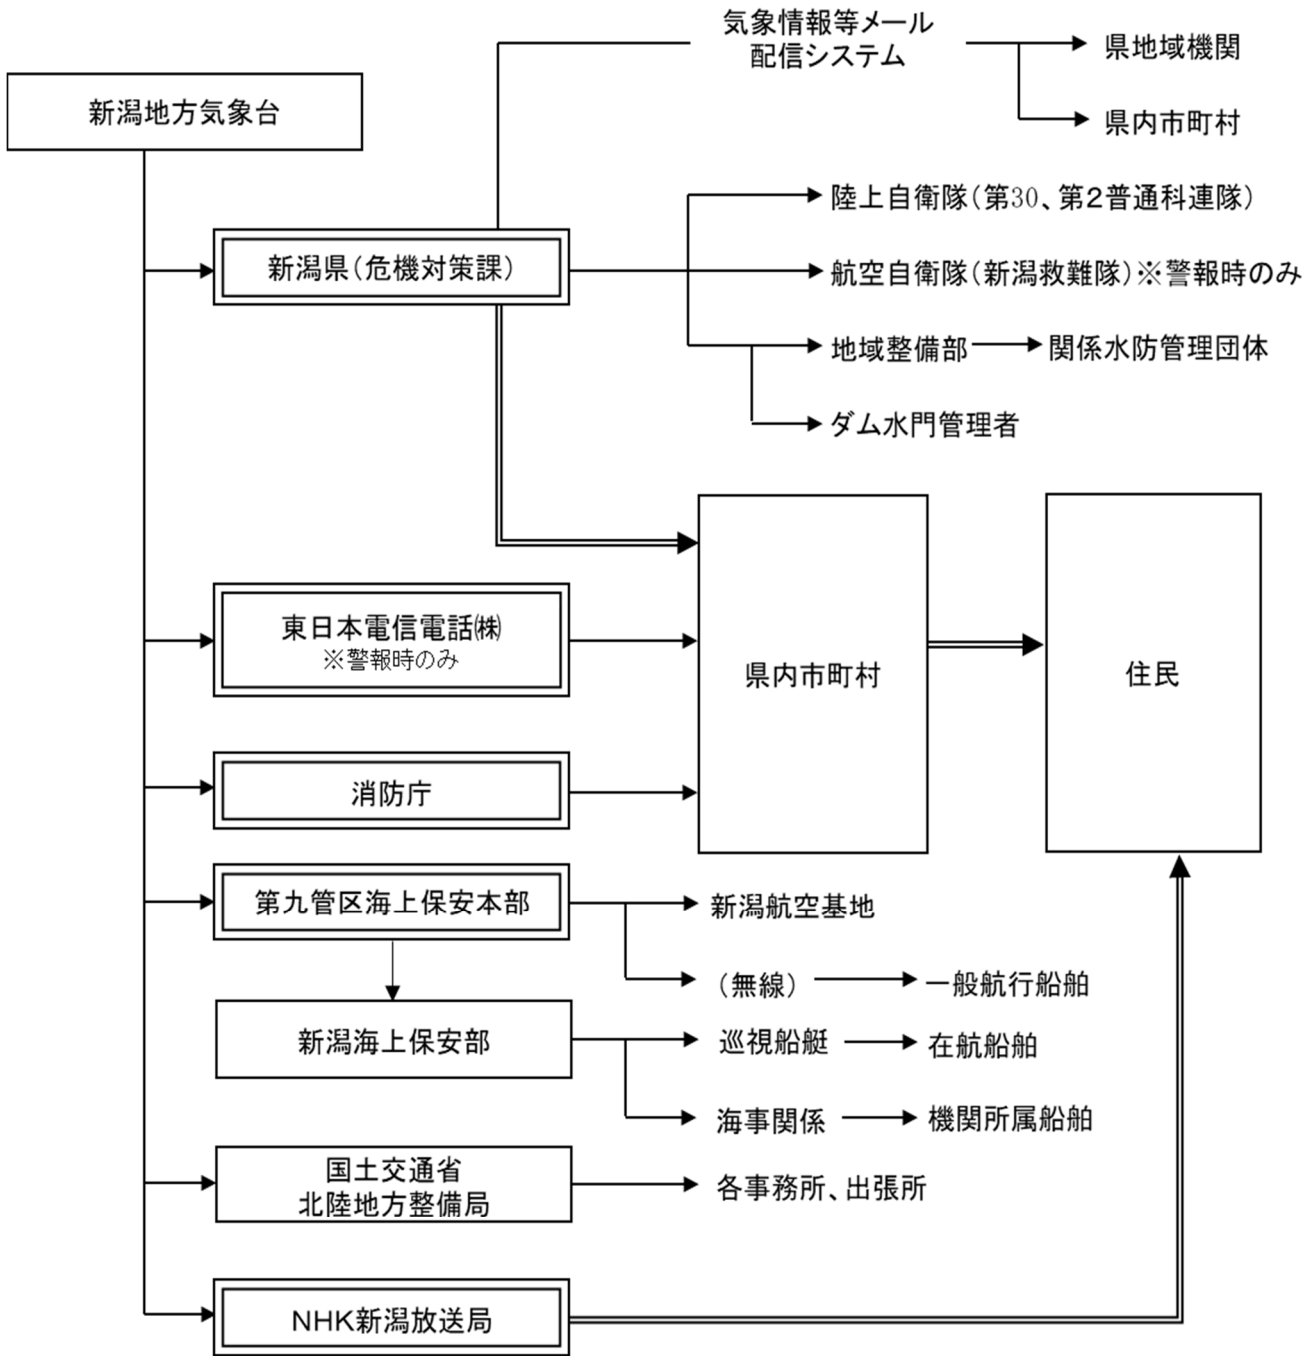 気象情報等メール
配信システム
県地域機関
新潟地方気象台
県内市町村
陸上自衛隊(第30、第2普通科連隊)
新潟県(危機対策課)
航空自衛隊(新潟救難隊)※警報時のみ
地域整備部
関係水防管理団体
ダム水門管理者
東日本電信電話㈱
※警報時のみ
県内市町村
住民
消防庁
第九管区海上保安本部
新潟航空基地
(無線)
一般航行船舶
新潟海上保安部
巡視船艇
在航船舶
海事関係
機関所属船舶
国土交通省
北陸地方整備局
各事務所、出張所
NHK新潟放送局